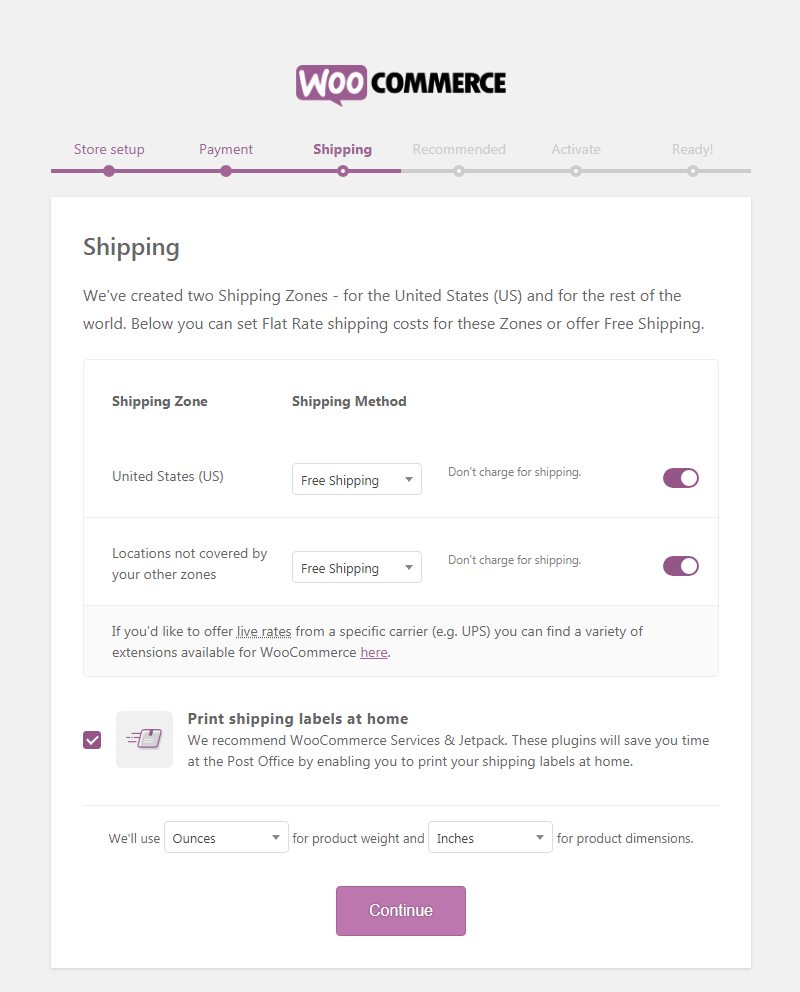 WOO COMMERCE
Store setup Payment Shipping Recommended Activate Ready!
Shipping
We've created two Shipping Zones - for the United States (US) and for the rest of the
world. Below you can set Flat Rate shipping costs for these Zones or offer Free Shipping.
Shipping Zone Shipping Method
United States (US) Free Shipping Don't charge for shipping.
Locations not covered by
your other zones Free Shipping Don't charge for shipping.
If you'd like to offer live rates from a specific carrier (e.g. UPS) you can find a variety of
extensions available for WooCommerce here.
Print shipping labels at home
We recommend WooCommerce Services & Jetpack. These plugins will save you time
at the Post Office by enabling you to print your shipping labels at home.
We'll use Ounces for product weight and Inches for product dimensions.
Continue